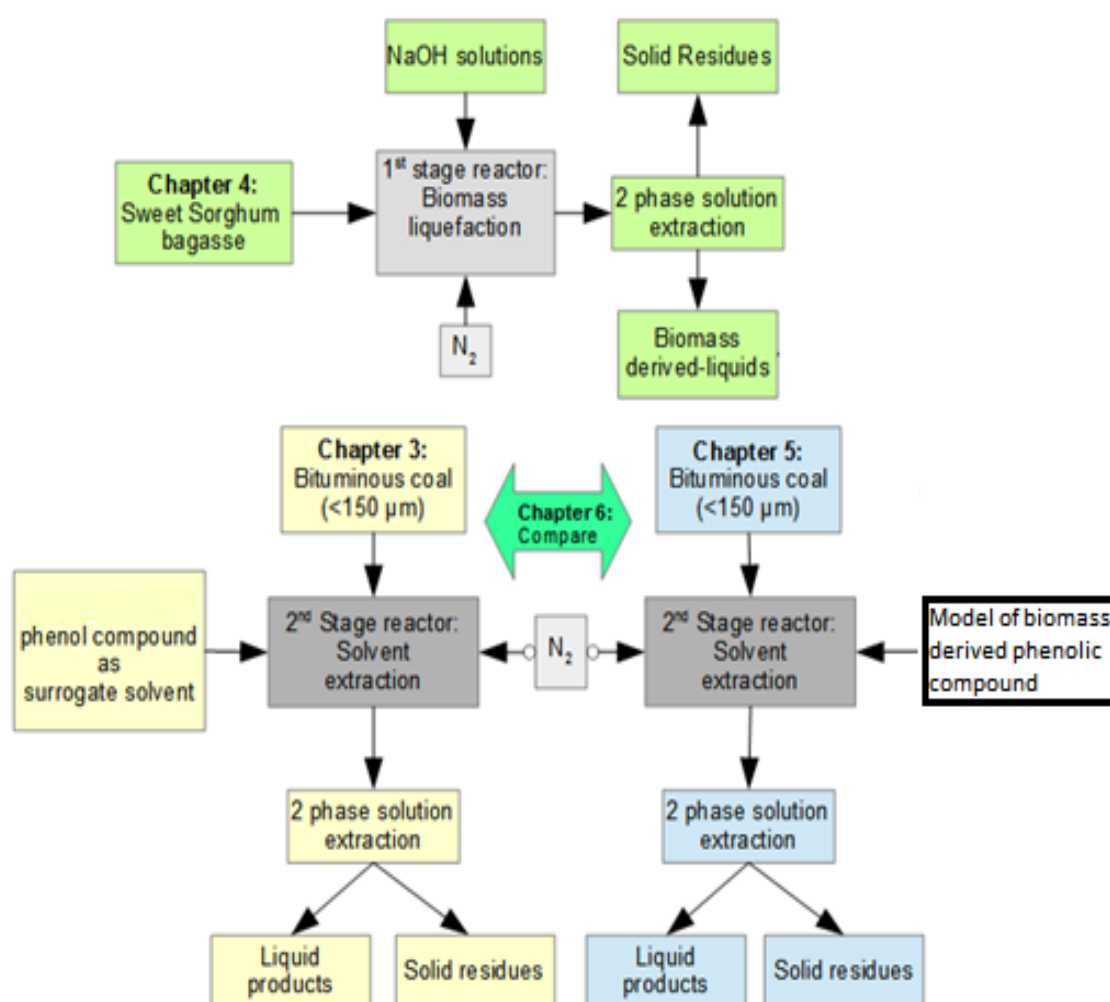 NaOH solutions
Solid Residues
Chapter 4:
Sweet Sorghum
bagasse
1st stage reactor:
Biomass
liquefaction
2 phase solution
extraction
N2
Biomass
derived-liquids
Chapter 3:
Bituminous coal
(<150 µm)
Chapter 6:
Compare
Chapter 5:
Bituminous coal
(<150 µm)
phenol compound
as
surrogate solvent
2nd Stage reactor:
Solvent
extraction
N2
2nd Stage reactor:
Solvent
extraction
Model of biomass
derived phenolic
compound
2 phase solution
extraction
2 phase solution
extraction
Liquid
products
Solid residues
Liquid
products
Solid residues